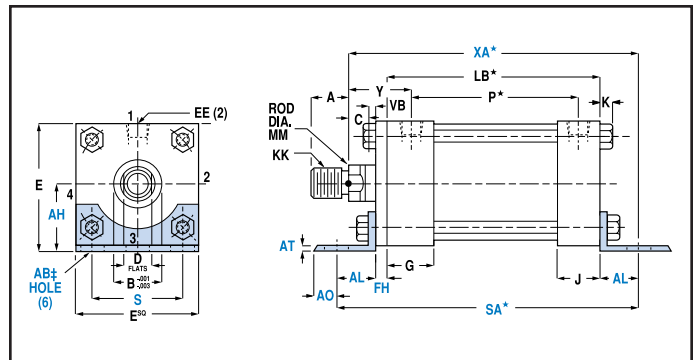 1
EE (2)
2
E
4
AH
3
D
FLATS
B -.001 -.003
AB‡
HOLE
(6)
S
E SQ
XA★
LB★
Y
P★
K
A
VB
C
ROD
DIA.
MM
KK
AT
AL
G
J
AL
AO
FH
SA★